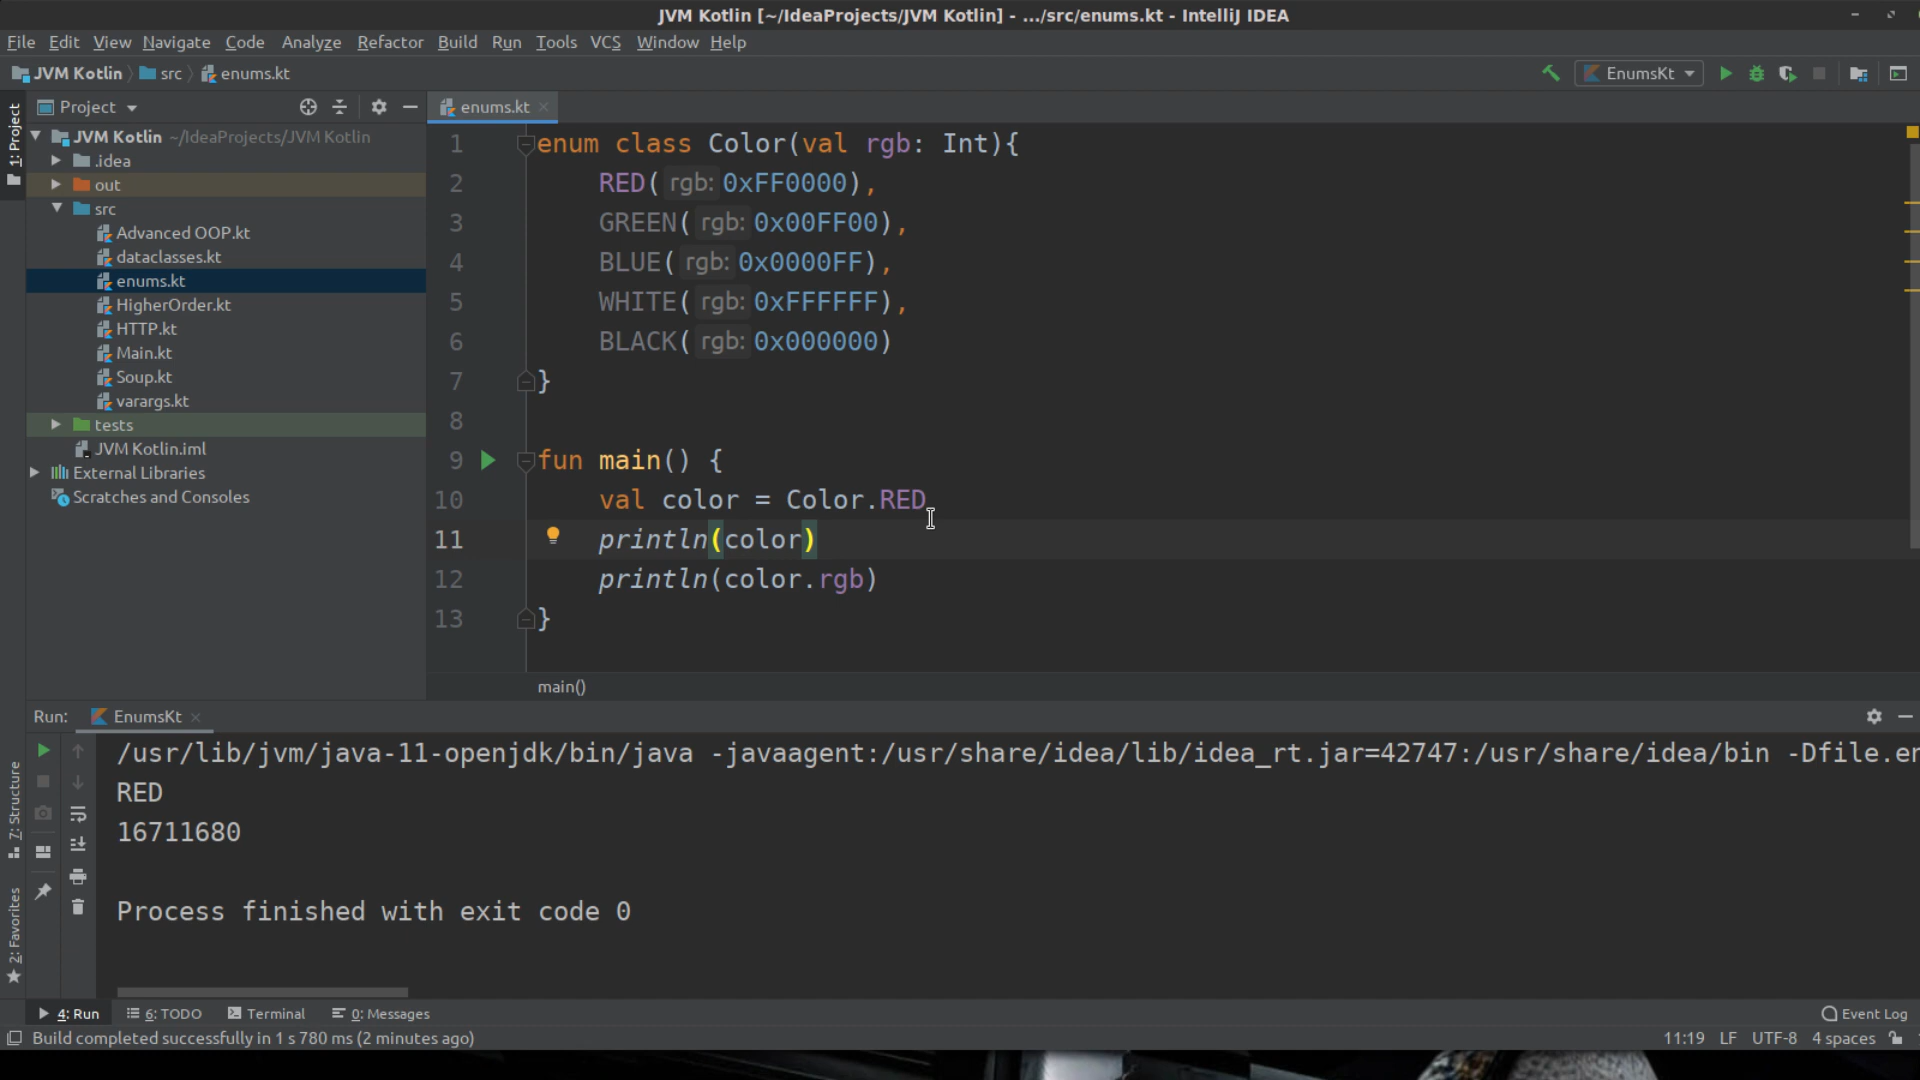 JVM Kotlin [~/IdeaProjects/JVM Kotlin] - .../src/enums.kt - IntelliJ IDEA
File Edit View Navigate Code Analyze Refactor Build Run Tools VCS Window Help
JVM Kotlin src enums.kt
EnumsKt
1: Project
Project
JVM Kotlin ~/IdeaProjects/JVM Kotlin
.idea
out
src
Advanced OOP.kt
dataclasses.kt
enums.kt
HigherOrder.kt
HTTP.kt
Main.kt
Soup.kt
varargs.kt
tests
JVM Kotlin.iml
External Libraries
Scratches and Consoles
enums.kt
1 enum class Color(val rgb: Int){
2 RED( rgb: 0xFF0000),
3 GREEN( rgb: 0x00FF00),
4 BLUE( rgb: 0x0000FF),
5 WHITE( rgb: 0xFFFFFF),
6 BLACK( rgb: 0x000000)
7 }
8
9 fun main() {
10 val color = Color.RED
11 println(color)
12 println(color.rgb)
13 }
main()
Run: EnumsKt
/usr/lib/jvm/java-11-openjdk/bin/java -javaagent:/usr/share/idea/lib/idea_rt.jar=42747:/usr/share/idea/bin -Dfile.en
RED
16711680
Process finished with exit code 0
7: Structure
2: Favorites
4: Run 6: TODO Terminal 0: Messages Event Log
Build completed successfully in 1 s 780 ms (2 minutes ago) 11:19 LF UTF-8 4 spaces